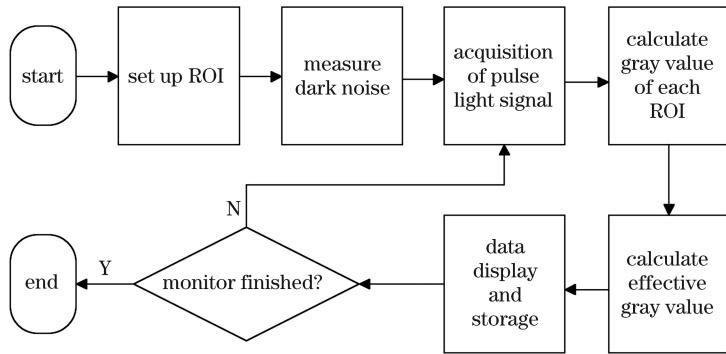 start
set up ROI
measure
dark noise
acquisition
of pulse
light signal
calculate
gray value
of each
ROI
calculate
effective
gray value
data
display
and
storage
monitor finished?
N
Y
end